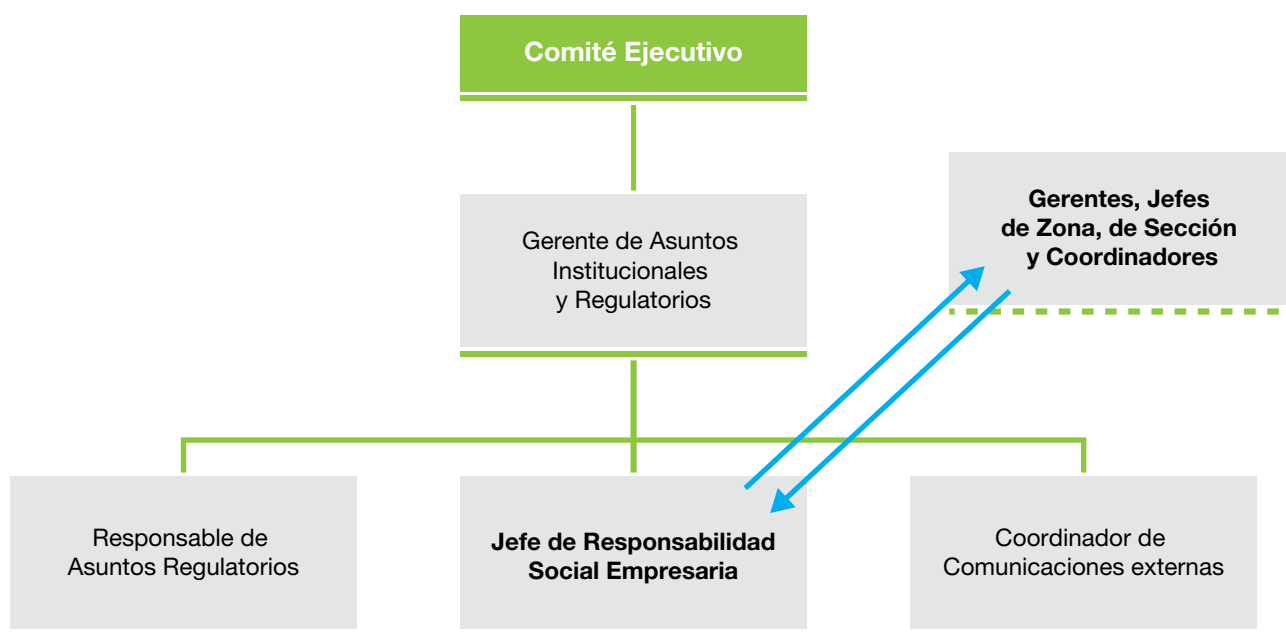 Comité Ejecutivo
Gerentes, Jefes
de Zona, de Sección
y Coordinadores
Gerente de Asuntos
Institucionales
y Regulatorios
Responsable de
Asuntos Regulatorios
Jefe de Responsabilidad
Social Empresaria
Coordinador de
Comunicaciones externas